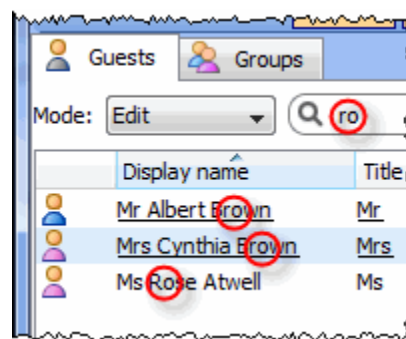 Guests Groups
Mode: Edit ro
Display name Title
Mr Albert Brown Mr
Mrs Cynthia Brown Mrs
Ms Rose Atwell Ms